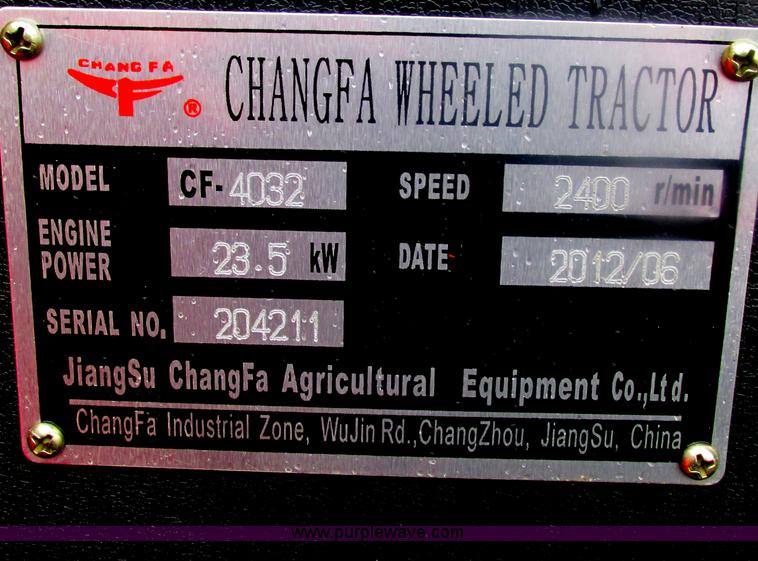 CHANG FA
®
CHANGFA WHEELED TRACTOR
MODEL CF-4032 SPEED 2400 r/min
ENGINE POWER 23.5 kW DATE 2012/06
SERIAL NO. 204211
JiangSu ChangFa Agricultural Equipment Co.,Ltd.
ChangFa Industrial Zone, WuJin Rd.,ChangZhou, JiangSu, China
www.purplewave.com